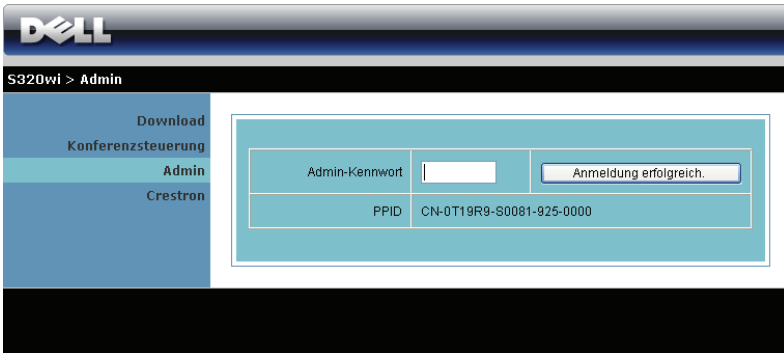 DELL
S320wi > Admin
Download
Konferenzsteuerung
Admin
Crestron
Admin-Kennwort
Anmeldung erfolgreich.
PPID CN-0T19R9-S0081-925-0000